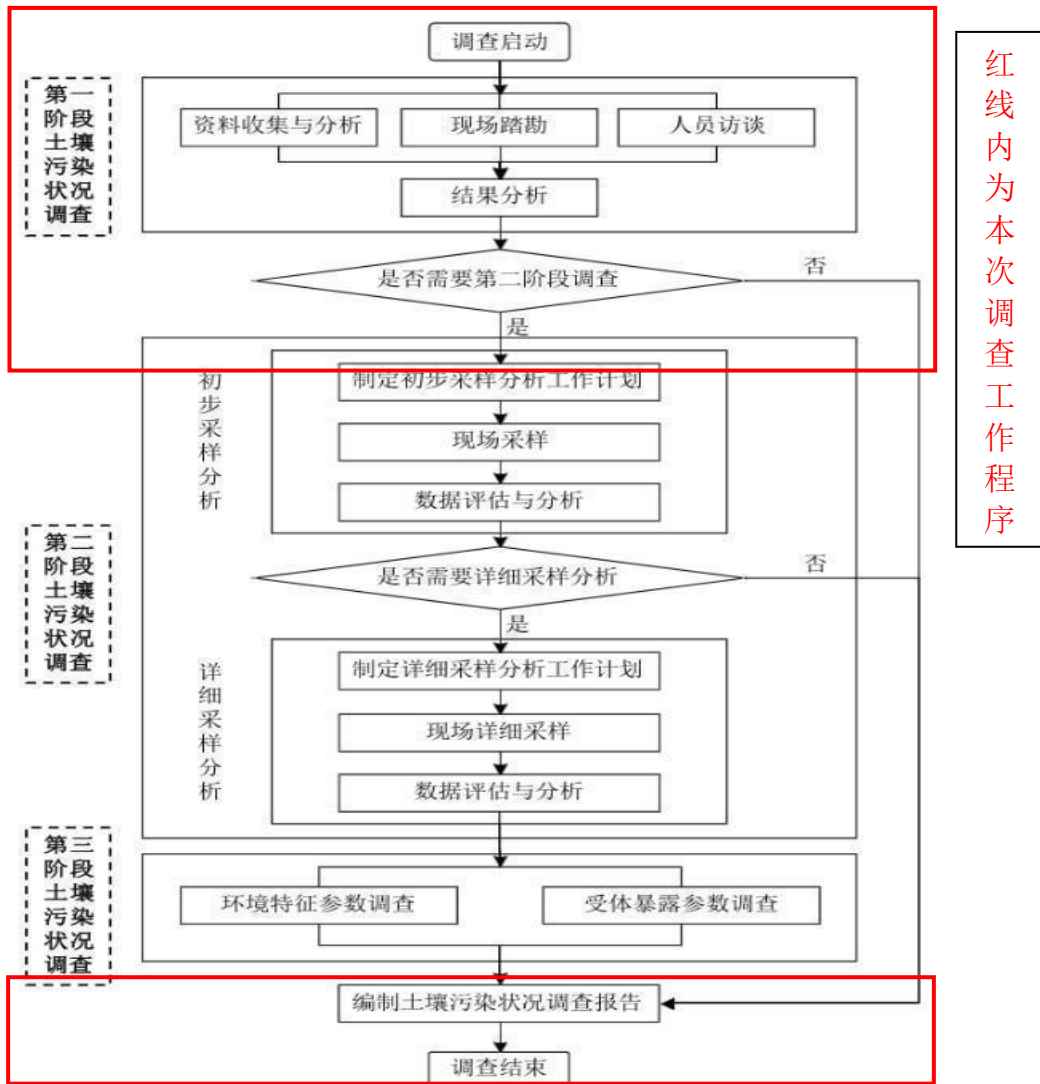 调查启动
第一
阶段
土壤
污染
状况
调查
资料收集与分析
现场踏勘
人员访谈
结果分析
是否需要第二阶段调查
否
是
初步采样分析
制定初步采样分析工作计划
现场采样
数据评估与分析
第二
阶段
土壤
污染
状况
调查
是否需要详细采样分析
否
是
详细采样分析
制定详细采样分析工作计划
现场详细采样
数据评估与分析
第三
阶段
土壤
污染
状况
调查
环境特征参数调查
受体暴露参数调查
编制土壤污染状况调查报告
调查结束
红线内为本次调查工作程序